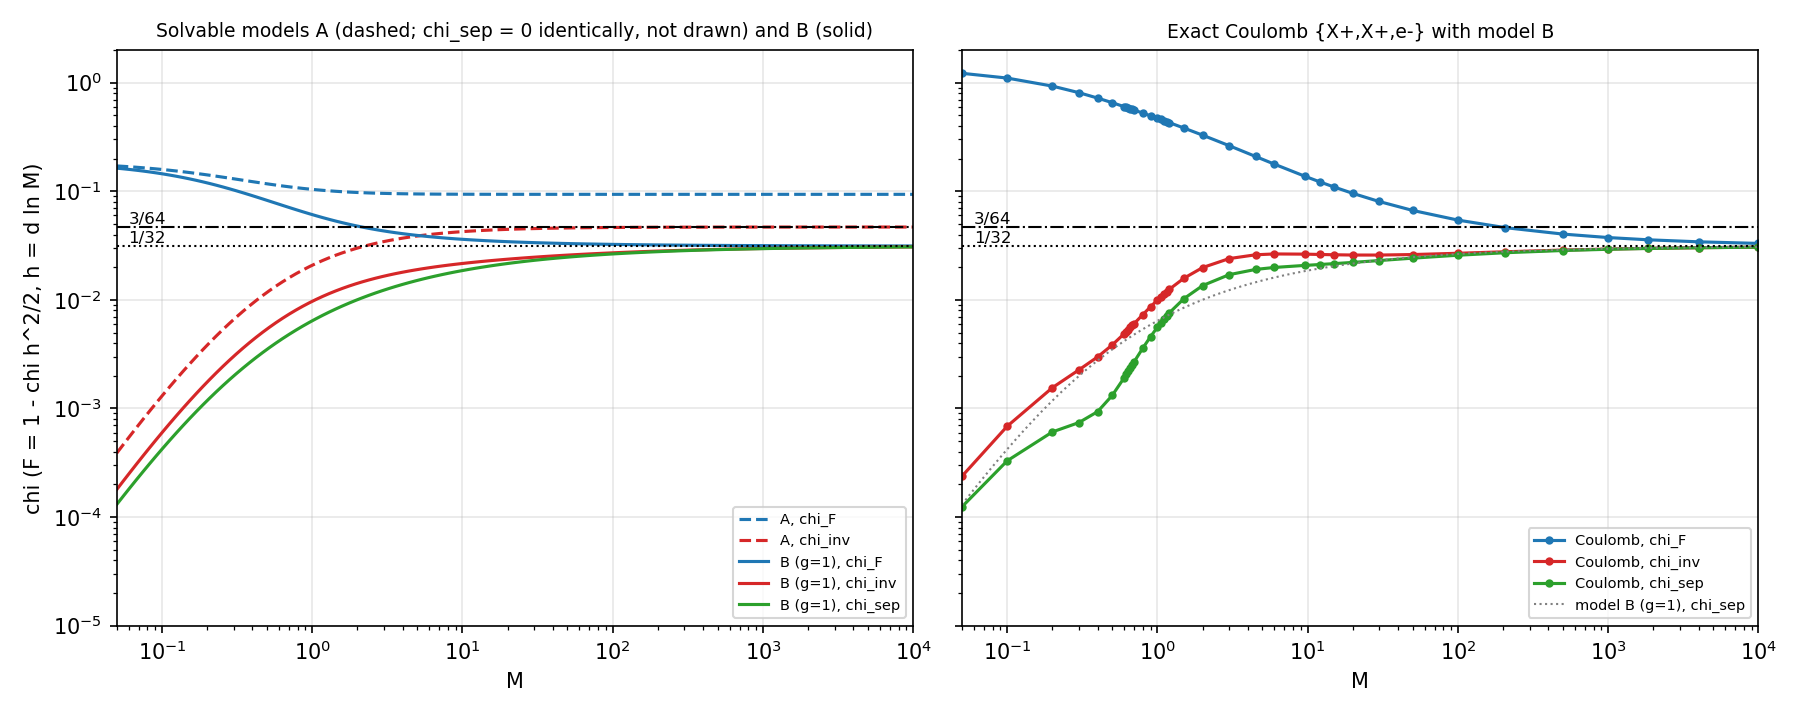 Solvable models A (dashed; chi_sep = 0 identically, not drawn) and B (solid)
chi (F = 1 - chi h^2/2, h = d ln M)
10^0
10^-1
10^-2
10^-3
10^-4
10^-5
3/64
1/32
A, chi_F
A, chi_inv
B (g=1), chi_F
B (g=1), chi_inv
B (g=1), chi_sep
10^-1 10^0 10^1 10^2 10^3 10^4
M
Exact Coulomb {X+,X+,e-} with model B
3/64
1/32
Coulomb, chi_F
Coulomb, chi_inv
Coulomb, chi_sep
model B (g=1), chi_sep
10^-1 10^0 10^1 10^2 10^3 10^4
M